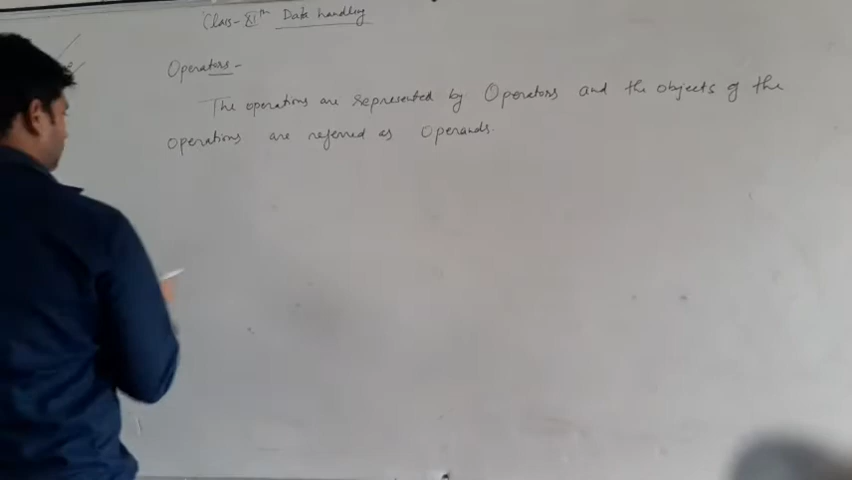 Class-XIth Data handling
Operators-
The operations are represented by Operators and the objects of the
operations are referred as Operands.